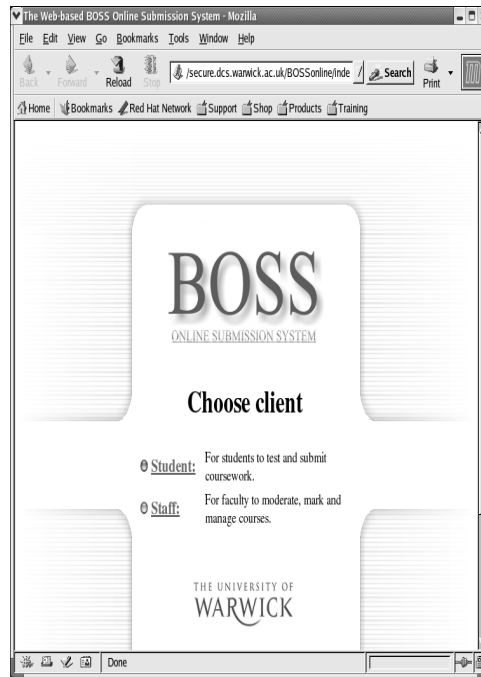 The Web-based BOSS Online Submission System - Mozilla
File Edit View Go Bookmarks Tools Window Help
Back Forward Reload Stop /secure.dcs.warwick.ac.uk/BOSSonline/inde Search Print
Home Bookmarks Red Hat Network Support Shop Products Training
BOSS
ONLINE SUBMISSION SYSTEM
Choose client
Student: For students to test and submit
coursework.
Staff: For faculty to moderate, mark and
manage courses.
THE UNIVERSITY OF
WARWICK
Done